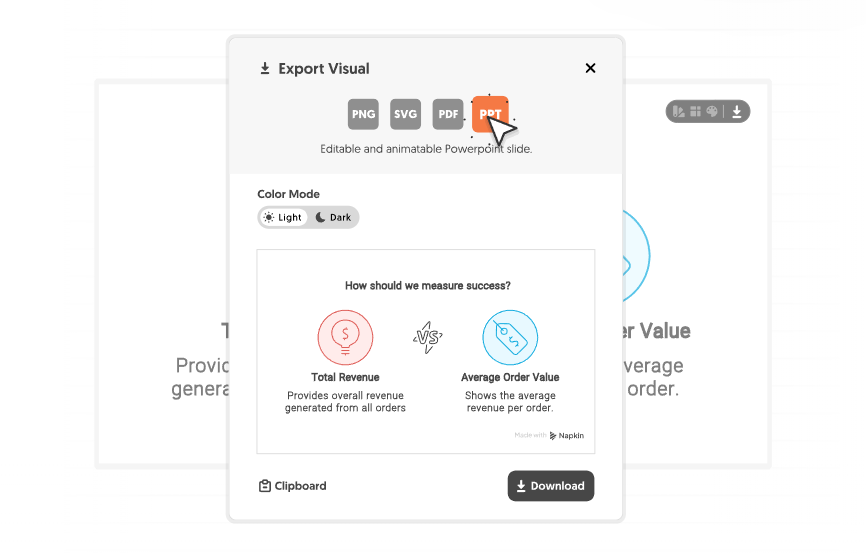 Export Visual
PNG SVG PDF PPT
Editable and animatable Powerpoint slide.
Color Mode
Light Dark
How should we measure success?
VS
Total Revenue
Average Order Value
Provides overall revenue
generated from all orders
Shows the average
revenue per order.
Made with Napkin
Clipboard
Download
T
Provid
genera
er Value
verage
order.